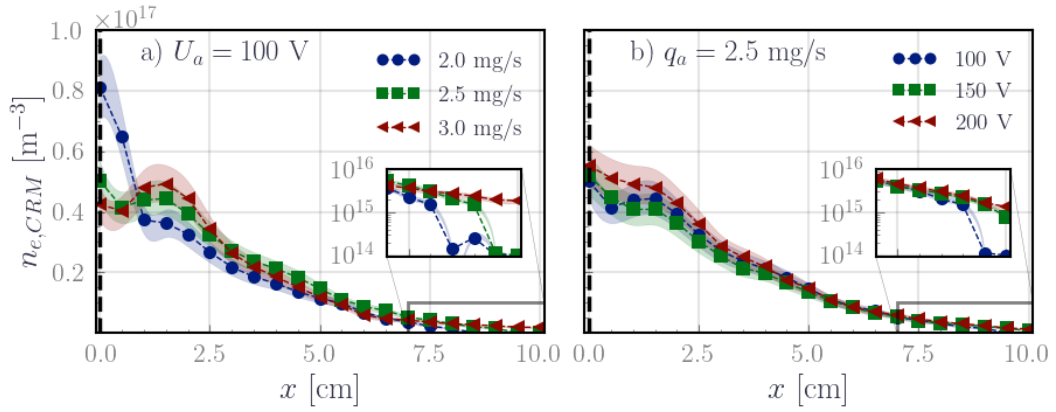 ×10^17
1.0
0.8
0.6
0.4
0.2
n_{e,CRM} [m^{-3}]
a) U_a = 100 V
2.0 mg/s
2.5 mg/s
3.0 mg/s
10^16
10^15
10^14
0.0 2.5 5.0 7.5 10.0
x [cm]
b) q_a = 2.5 mg/s
100 V
150 V
200 V
10^16
10^15
10^14
0.0 2.5 5.0 7.5 10.0
x [cm]